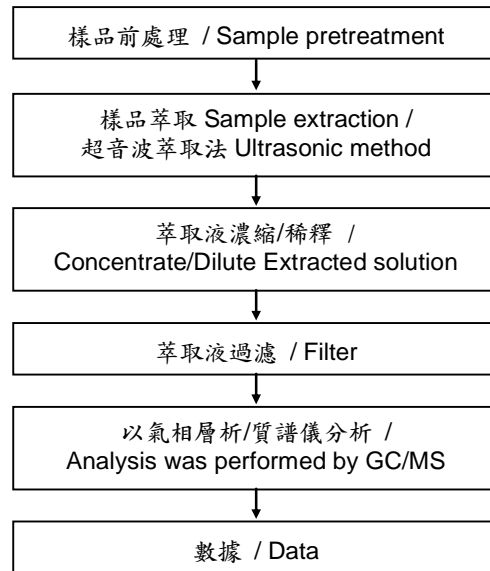 樣品前處理 / Sample pretreatment
樣品萃取 Sample extraction /
超音波萃取法 Ultrasonic method
萃取液濃縮/稀釋 /
Concentrate/Dilute Extracted solution
萃取液過濾 / Filter
以氣相層析/質譜儀分析 /
Analysis was performed by GC/MS
數據 / Data